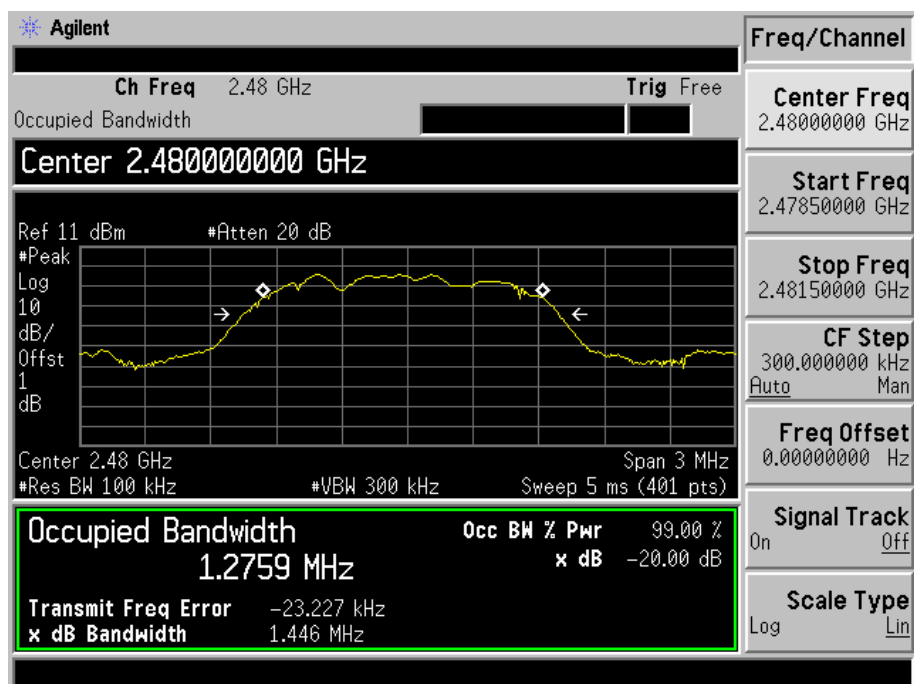 Agilent
Ch Freq 2.48 GHz Trig Free
Occupied Bandwidth
Center 2.480000000 GHz
Ref 11 dBm #Atten 20 dB
#Peak
Log
10
dB/
Offst
1
dB
Center 2.48 GHz Span 3 MHz
#Res BW 100 kHz #VBW 300 kHz Sweep 5 ms (401 pts)
Occupied Bandwidth Occ BW % Pwr 99.00 %
1.2759 MHz x dB -20.00 dB
Transmit Freq Error -23.227 kHz
x dB Bandwidth 1.446 MHz
Freq/Channel
Center Freq
2.48000000 GHz
Start Freq
2.47850000 GHz
Stop Freq
2.48150000 GHz
CF Step
300.000000 kHz
Auto Man
Freq Offset
0.00000000 Hz
Signal Track
On Off
Scale Type
Log Lin